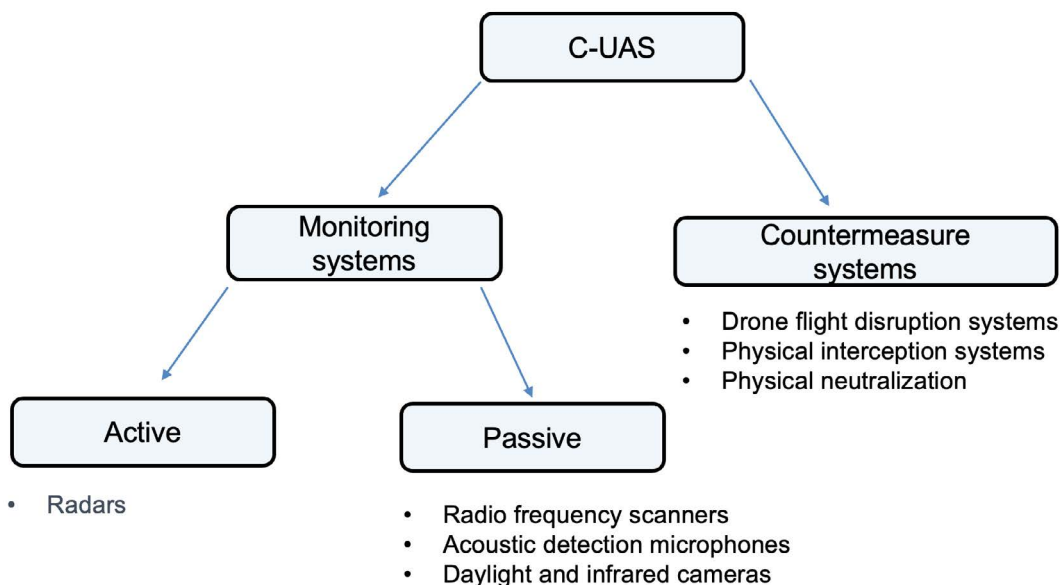 C-UAS
Monitoring
systems
Countermeasure
systems
• Drone flight disruption systems
• Physical interception systems
• Physical neutralization
Active
Passive
• Radars
• Radio frequency scanners
• Acoustic detection microphones
• Daylight and infrared cameras